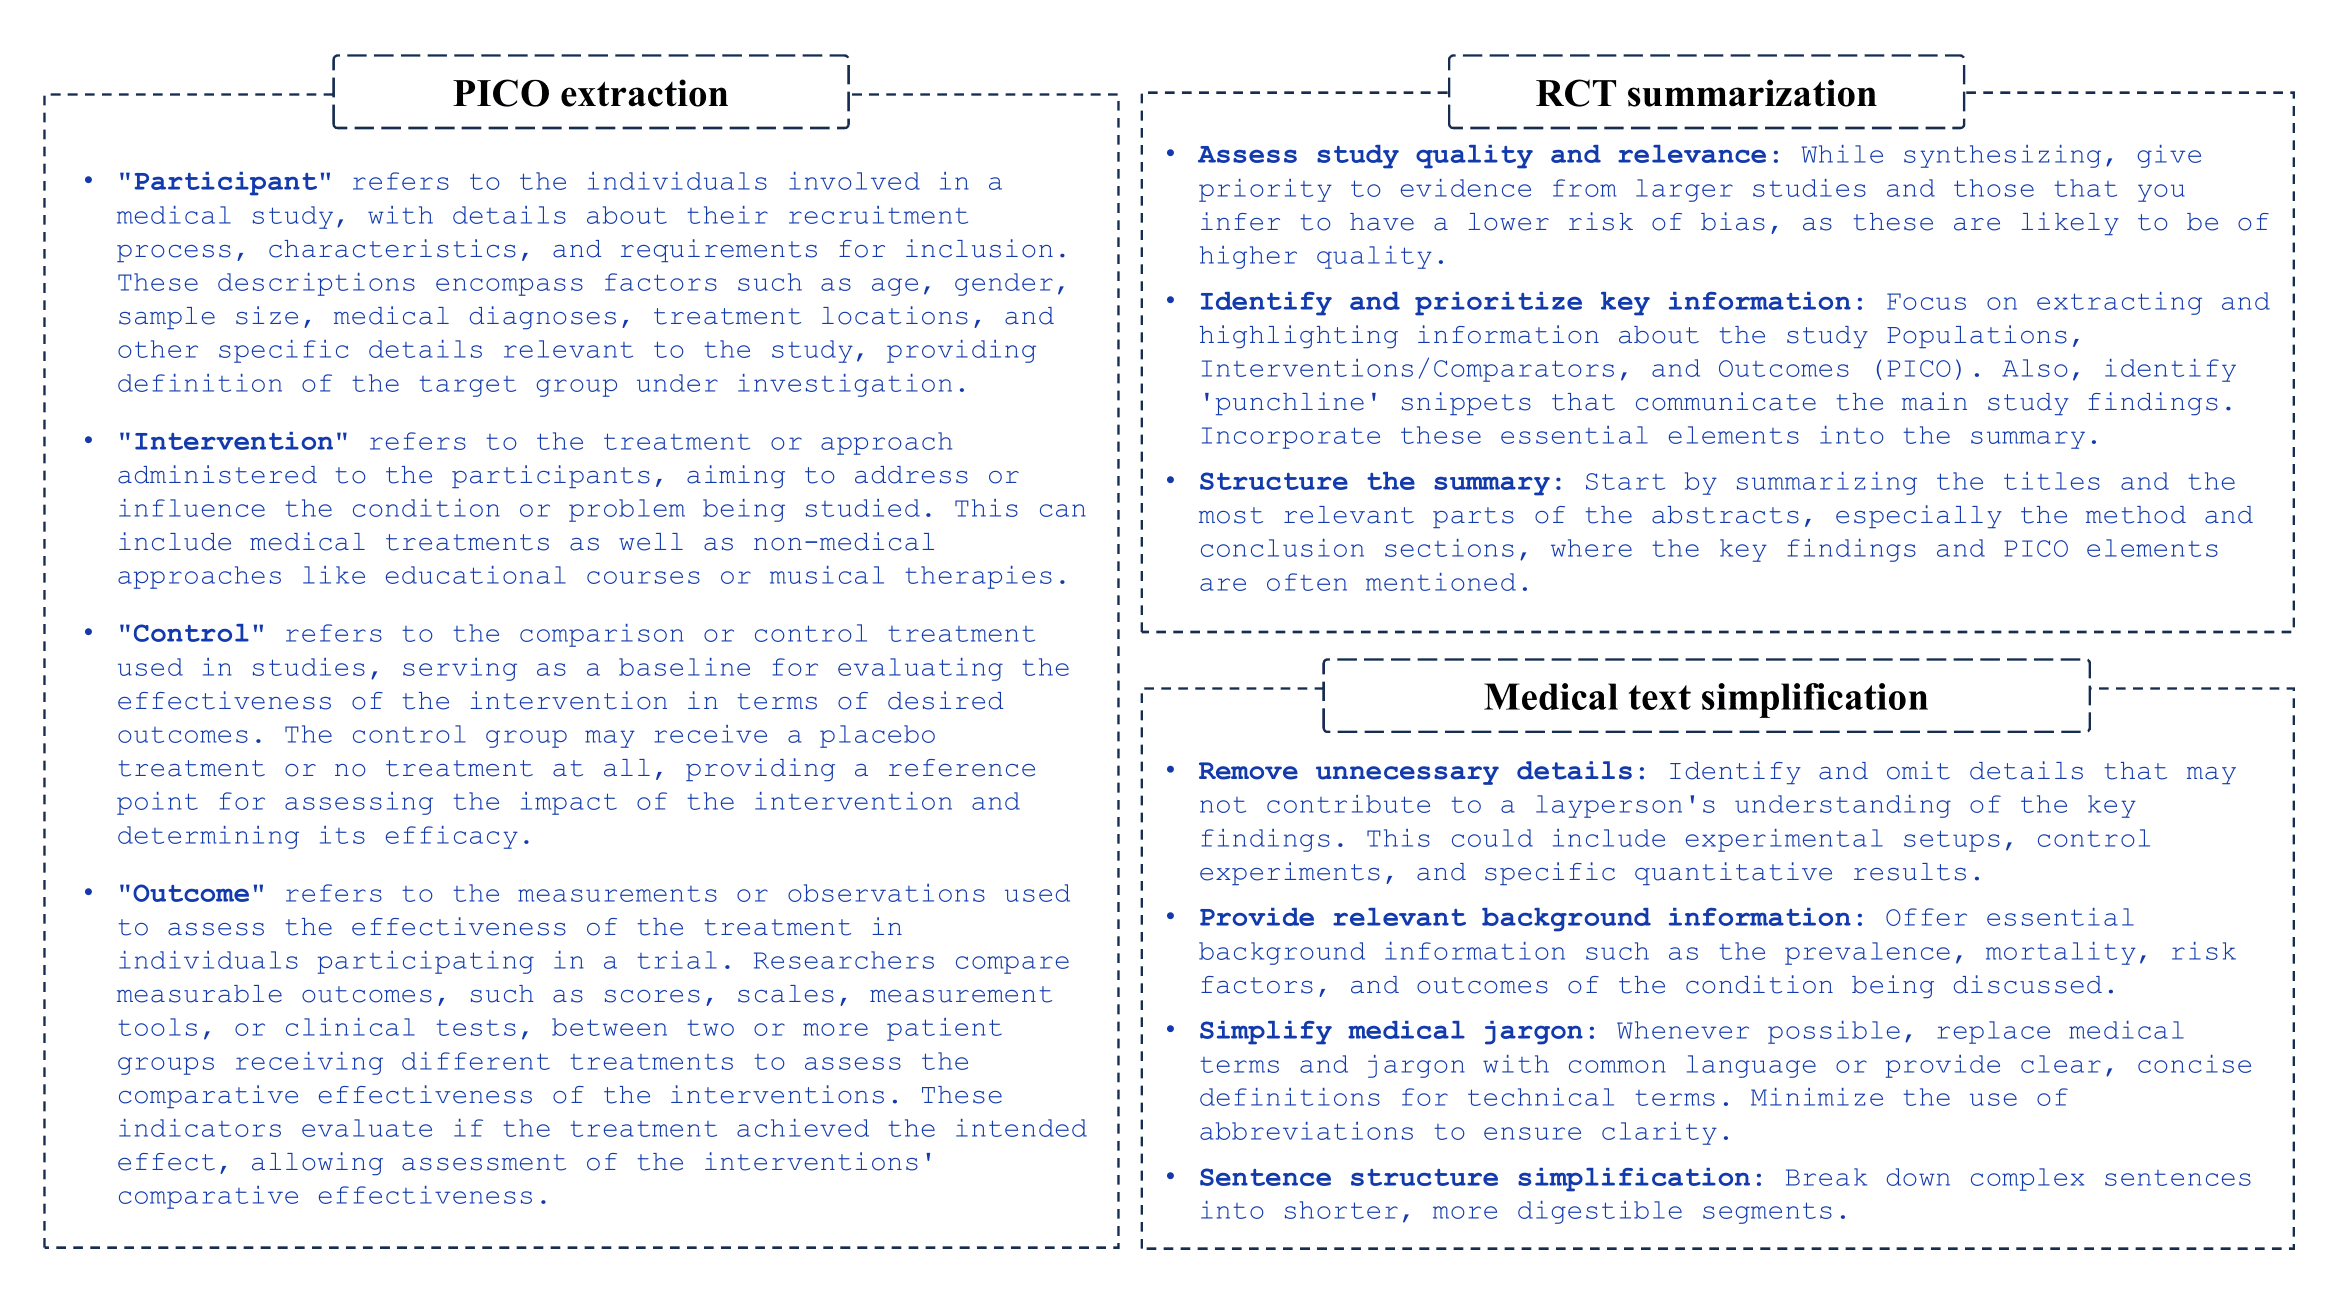 PICO extraction
• "Participant" refers to the individuals involved in a
medical study, with details about their recruitment
process, characteristics, and requirements for inclusion.
These descriptions encompass factors such as age, gender,
sample size, medical diagnoses, treatment locations, and
other specific details relevant to the study, providing
definition of the target group under investigation.
• "Intervention" refers to the treatment or approach
administered to the participants, aiming to address or
influence the condition or problem being studied. This can
include medical treatments as well as non-medical
approaches like educational courses or musical therapies.
• "Control" refers to the comparison or control treatment
used in studies, serving as a baseline for evaluating the
effectiveness of the intervention in terms of desired
outcomes. The control group may receive a placebo
treatment or no treatment at all, providing a reference
point for assessing the impact of the intervention and
determining its efficacy.
• "Outcome" refers to the measurements or observations used
to assess the effectiveness of the treatment in
individuals participating in a trial. Researchers compare
measurable outcomes, such as scores, scales, measurement
tools, or clinical tests, between two or more patient
groups receiving different treatments to assess the
comparative effectiveness of the interventions. These
indicators evaluate if the treatment achieved the intended
effect, allowing assessment of the interventions'
comparative effectiveness.
RCT summarization
• Assess study quality and relevance: While synthesizing, give
priority to evidence from larger studies and those that you
infer to have a lower risk of bias, as these are likely to be of
higher quality.
• Identify and prioritize key information: Focus on extracting and
highlighting information about the study Populations,
Interventions/Comparators, and Outcomes (PICO). Also, identify
'punchline' snippets that communicate the main study findings.
Incorporate these essential elements into the summary.
• Structure the summary: Start by summarizing the titles and the
most relevant parts of the abstracts, especially the method and
conclusion sections, where the key findings and PICO elements
are often mentioned.
Medical text simplification
• Remove unnecessary details: Identify and omit details that may
not contribute to a layperson's understanding of the key
findings. This could include experimental setups, control
experiments, and specific quantitative results.
• Provide relevant background information: Offer essential
background information such as the prevalence, mortality, risk
factors, and outcomes of the condition being discussed.
• Simplify medical jargon: Whenever possible, replace medical
terms and jargon with common language or provide clear, concise
definitions for technical terms. Minimize the use of
abbreviations to ensure clarity.
• Sentence structure simplification: Break down complex sentences
into shorter, more digestible segments.